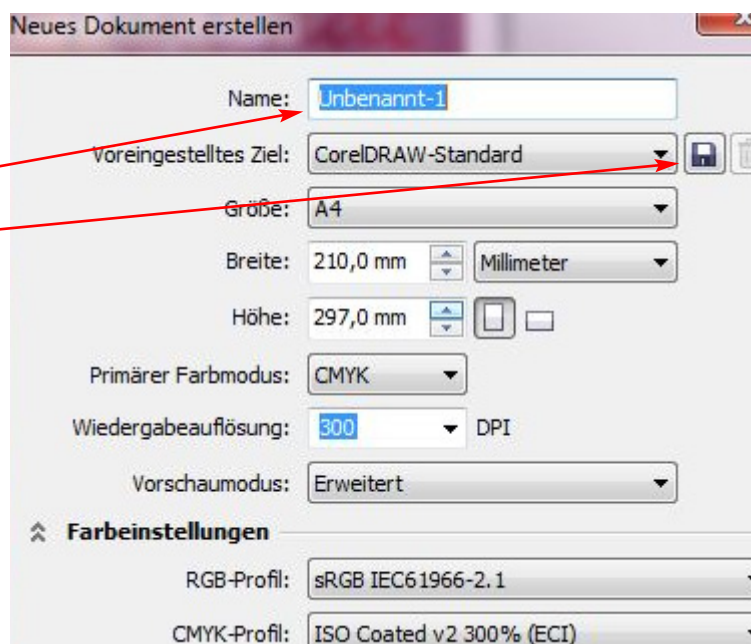 Neues Dokument erstellen
Name: Unbenannt-1
Voreingestelltes Ziel: CorelDRAW-Standard
Größe: A4
Breite: 210,0 mm Millimeter
Höhe: 297,0 mm
Primärer Farbmodus: CMYK
Wiedergabeauflösung: 300 DPI
Vorschaumodus: Erweitert
Farbeinstellungen
RGB-Profil: sRGB IEC61966-2.1
CMYK-Profil: ISO Coated v2 300% (ECI)